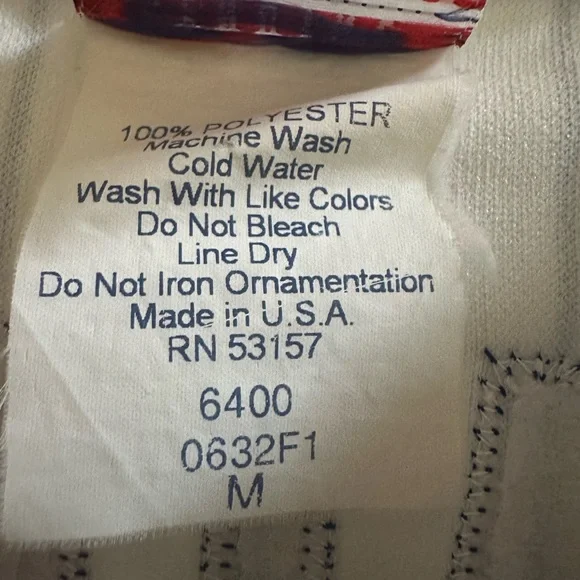 100% POLYESTER
Machine Wash
Cold Water
Wash With Like Colors
Do Not Bleach
Line Dry
Do Not Iron Ornamentation
Made in U.S.A.
RN 53157
6400
0632F1
M